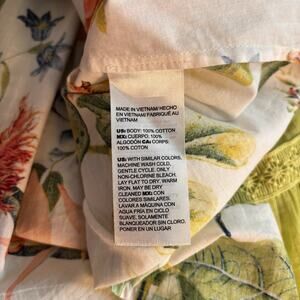 MADE IN VIETNAM/ HECHO
EN VIETNAM/ FABRIQUÉ AU
VIETNAM
US: BODY: 100% COTTON
MX: CUERPO: 100%
ALGODÓN CA: CORPS:
100% COTON
US: WITH SIMILAR COLORS.
MACHINE WASH COLD,
GENTLE CYCLE. ONLY
NON-CHLORINE BLEACH.
LAY FLAT TO DRY. WARM
IRON. MAY BE DRY
CLEANED MX: CON
COLORES SIMILARES.
LAVAR A MÁQUINA CON
AGUA FRÍA EN CICLO
SUAVE. SOLAMENTE
BLANQUEADOR SIN CLORO.
PONER EN UN LUGAR